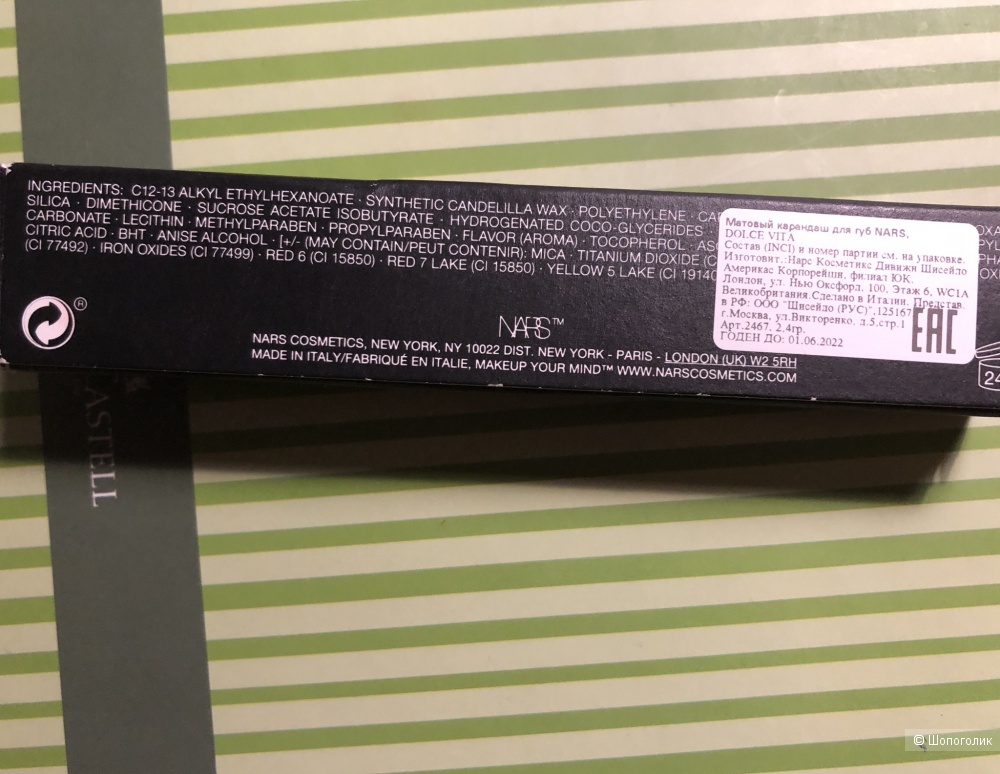 INGREDIENTS: C12-13 ALKYL ETHYLHEXANOATE · SYNTHETIC CANDELILLA WAX · POLYETHYLENE ·
SILICA · DIMETHICONE · SUCROSE ACETATE ISOBUTYRATE · HYDROGENATED COCO-GLYCERIDES
CARBONATE · LECITHIN · METHYLPARABEN · PROPYLPARABEN · FLAVOR (AROMA) · TOCOPHEROL ·
CITRIC ACID · BHT · ANISE ALCOHOL · [+/- (MAY CONTAIN/PEUT CONTENIR): MICA · TITANIUM DIOXIDE
(CI 77492) · IRON OXIDES (CI 77499) · RED 6 (CI 15850) · RED 7 LAKE (CI 15850) · YELLOW 5 LAKE (CI 19140
NARS™
NARS COSMETICS, NEW YORK, NY 10022 DIST. NEW YORK - PARIS - LONDON (UK) W2 5RH
MADE IN ITALY/FABRIQUÉ EN ITALIE, MAKEUP YOUR MIND™ WWW.NARSCOSMETICS.COM
Матовый карандаш для губ NARS,
DOLCE VITA
Состав (INCI) и номер партии см. на упаковке.
Изготовит.:Нарс Косметикс Дивижн Шисейдо
Америкас Корпорейшн, филиал ЮК.
Лондон, ул. Нью Оксфорд, 100, Этаж 6, WC1A
Великобритания.Сделано в Италии. Представ.
в РФ: ООО "Шисейдо (РУС)",125167
г.Москва, ул.Викторенко, д.5,стр.1
Арт.2467, 2,4гр.
ГОДЕН ДО: 01.06.2022
EAC
24
ASTELL
© Шопоголик